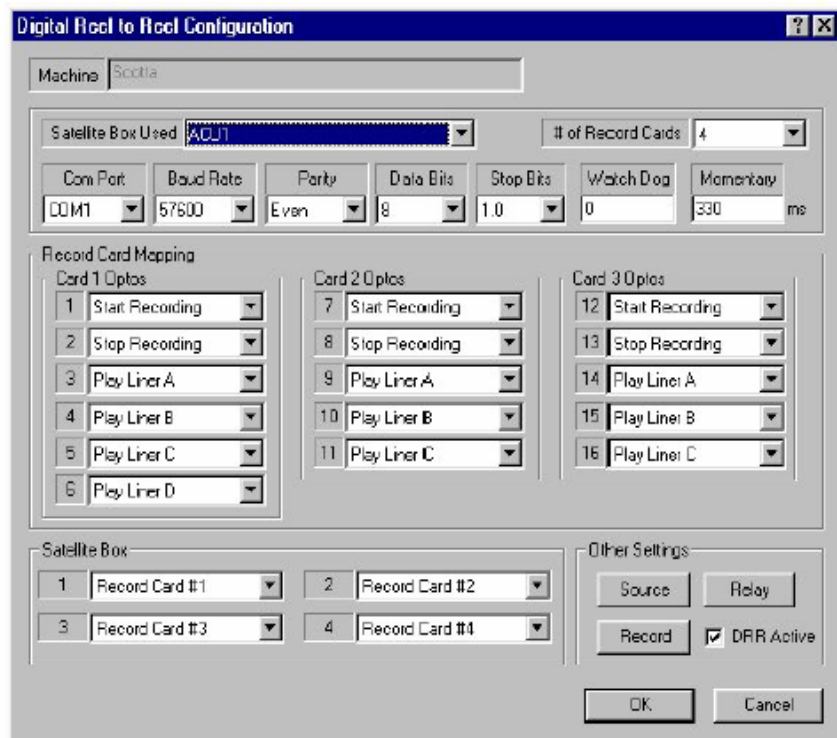 Digital Reel to Reel Configuration
Machine Scotia
Satellite Box Used ACU1 # of Record Cards 4
Com Port Baud Rate Parity Data Bits Stop Bits Watch Dog Momentary
COM1 57600 Even 8 1.0 0 330 ms
Record Card Mapping
Card 1 Optos Card 2 Optos Card 3 Optos
1 Start Recording 7 Start Recording 12 Start Recording
2 Stop Recording 8 Stop Recording 13 Stop Recording
3 Play Liner A 9 Play Liner A 14 Play Liner A
4 Play Liner B 10 Play Liner B 15 Play Liner B
5 Play Liner C 11 Play Liner C 16 Play Liner C
6 Play Liner D
Satellite Box Other Settings
1 Record Card #1 2 Record Card #2 Source Relay
3 Record Card #3 4 Record Card #4 Record DRR Active
OK Cancel